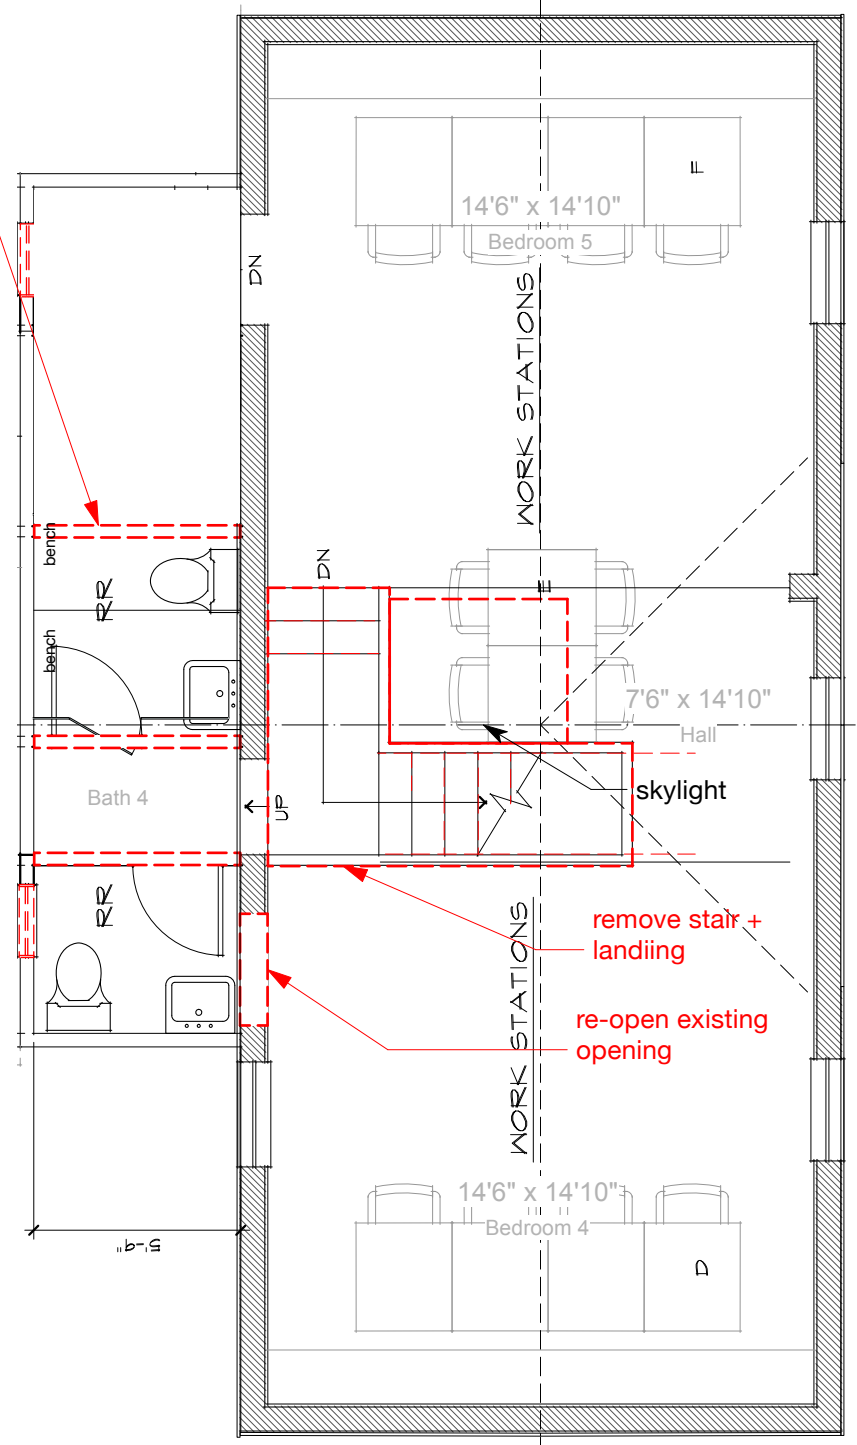 F
14'6" x 14'10"
Bedroom 5
DN
WORK STATIONS
bench
RR
DN
E
bench
7'6" x 14'10"
Hall
skylight
Bath 4
UP
RR
remove stair +
landiing
WORK STATIONS
re-open existing
opening
14'6" x 14'10"
Bedroom 4
5'-9"
D